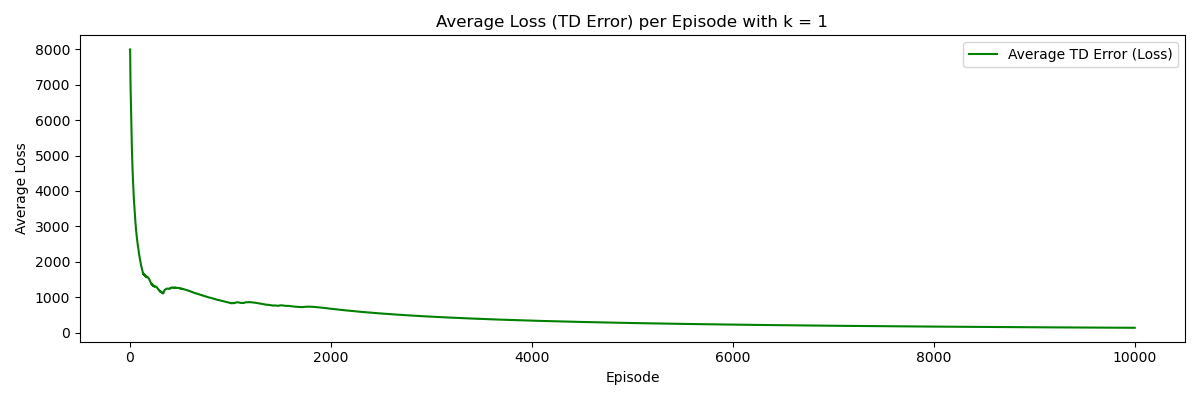 Average Loss (TD Error) per Episode with k = 1
Average TD Error (Loss)
Average Loss
8000
7000
6000
5000
4000
3000
2000
1000
0
0 2000 4000 6000 8000 10000
Episode